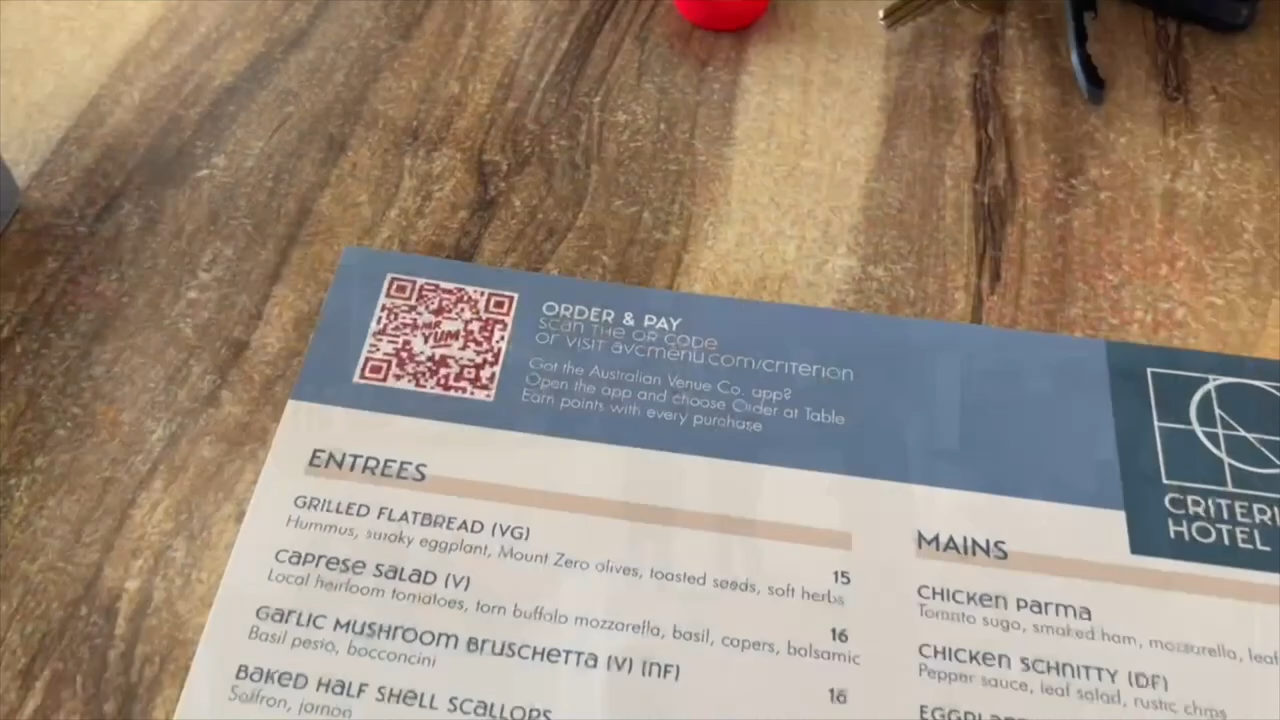 ORDER & PAY
SCAN THE QR CODE
OR VISIT avcmenu.com/criterion
Got the Australian Venue Co. app?
Open the app and choose Order at Table
Earn points with every purchase
MR
YUM
CRITERI
HOTEL
ENTREES
GRILLED FLATBREAD (VG)
Hummus, smoky eggplant, Mount Zero olives, toasted seeds, soft herbs 15
CAPRESE SALAD (V)
Local heirloom tomatoes, torn buffalo mozzarella, basil, capers, balsamic 16
GARLIC MUSHROOM BRUSCHETTA (V) (NF)
Basil pesto, bocconcini 16
BAKED HALF SHELL SCALLOPS
Saffron, jamon
MAINS
CHICKEN PARMA
Tomato sugo, smoked ham, mozzarella, leaf
CHICKEN SCHNITTY (DF)
Pepper sauce, leaf salad, rustic chips